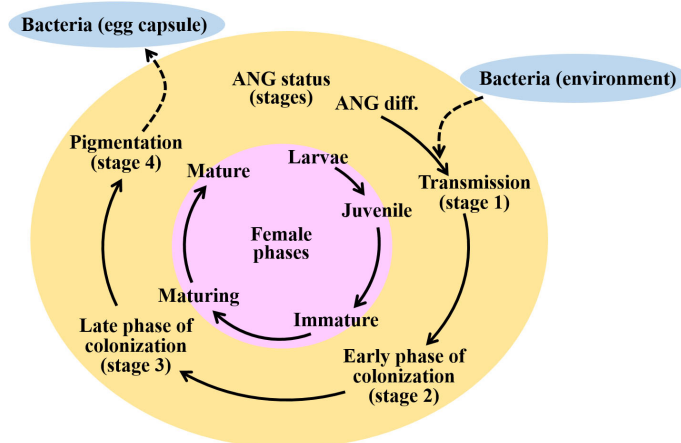 Bacteria (egg capsule)
Bacteria (environment)
ANG status
(stages)
ANG diff.
Transmission
(stage 1)
Early phase of
colonization
(stage 2)
Late phase of
colonization
(stage 3)
Pigmentation
(stage 4)
Female
phases
Larvae
Juvenile
Immature
Maturing
Mature